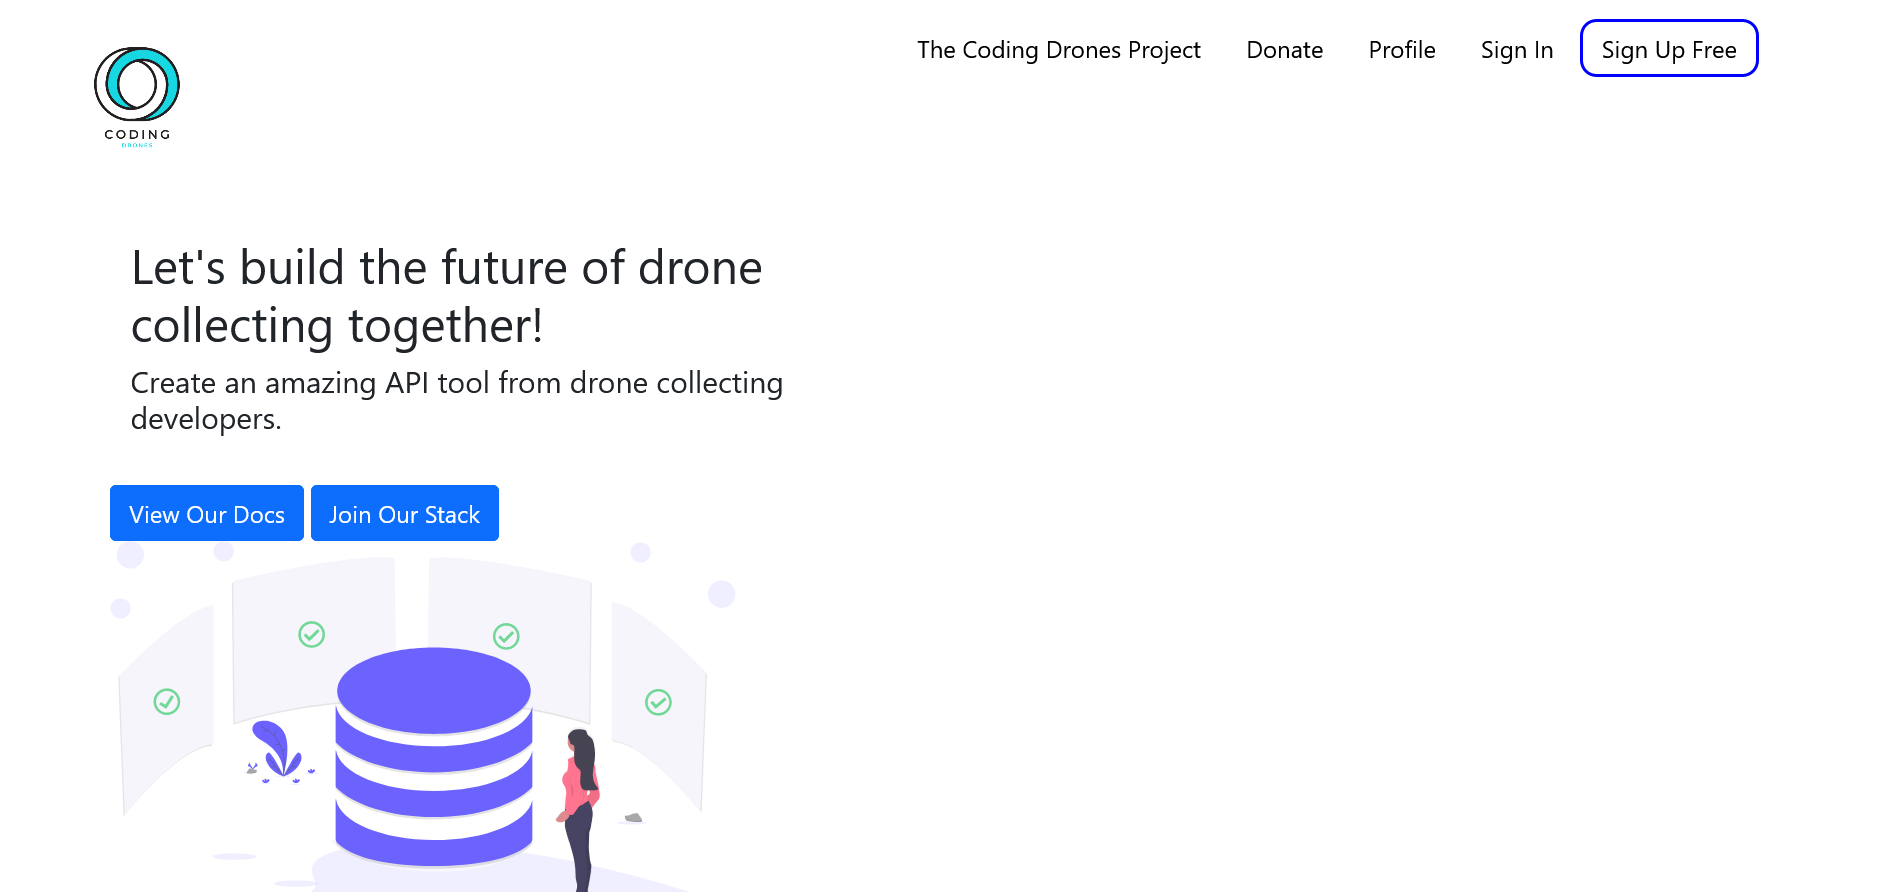 The Coding Drones Project Donate Profile Sign In Sign Up Free
CODING
DRONES
Let's build the future of drone
collecting together!
Create an amazing API tool from drone collecting
developers.
View Our Docs Join Our Stack